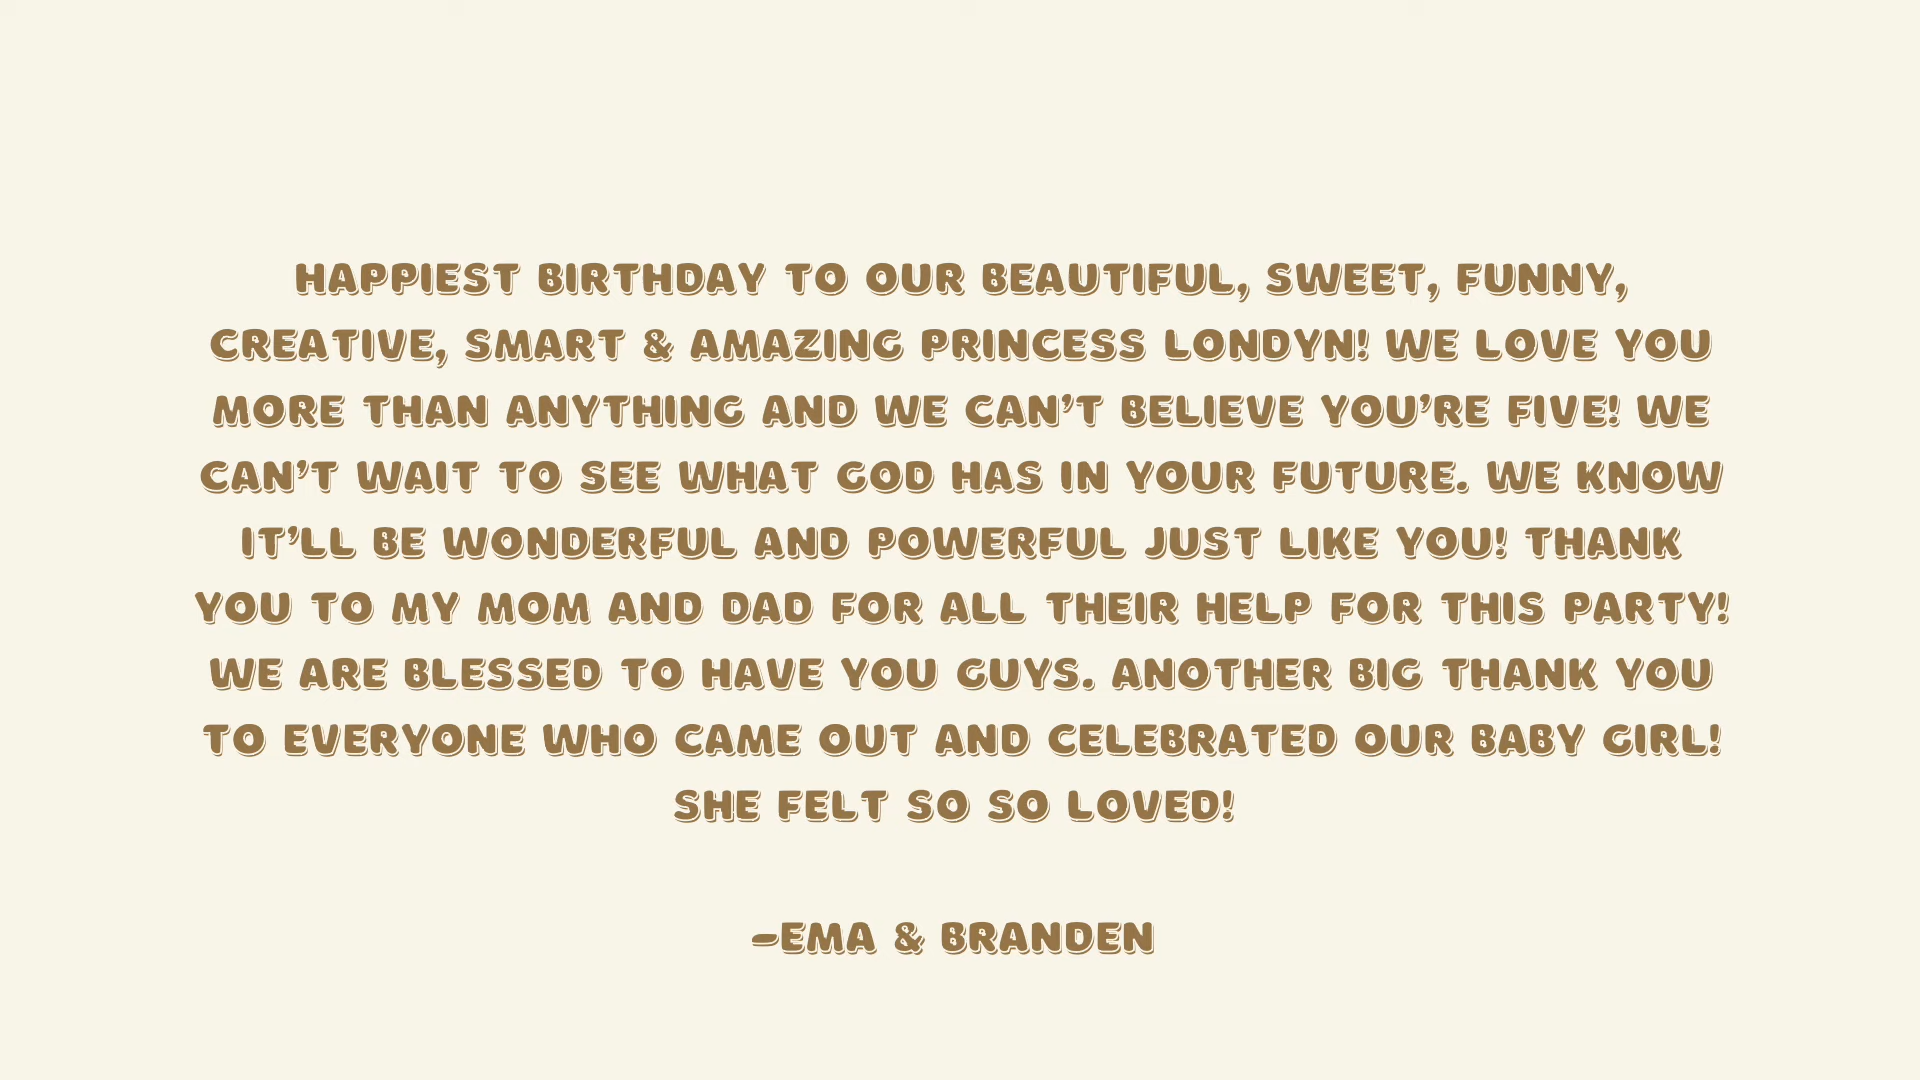 HAPPIEST BIRTHDAY TO OUR BEAUTIFUL, SWEET, FUNNY,
CREATIVE, SMART & AMAZING PRINCESS LONDYN! WE LOVE YOU
MORE THAN ANYTHING AND WE CAN'T BELIEVE YOU'RE FIVE! WE
CAN'T WAIT TO SEE WHAT GOD HAS IN YOUR FUTURE. WE KNOW
IT'LL BE WONDERFUL AND POWERFUL JUST LIKE YOU! THANK
YOU TO MY MOM AND DAD FOR ALL THEIR HELP FOR THIS PARTY!
WE ARE BLESSED TO HAVE YOU GUYS. ANOTHER BIG THANK YOU
TO EVERYONE WHO CAME OUT AND CELEBRATED OUR BABY GIRL!
SHE FELT SO SO LOVED!
-EMA & BRANDEN